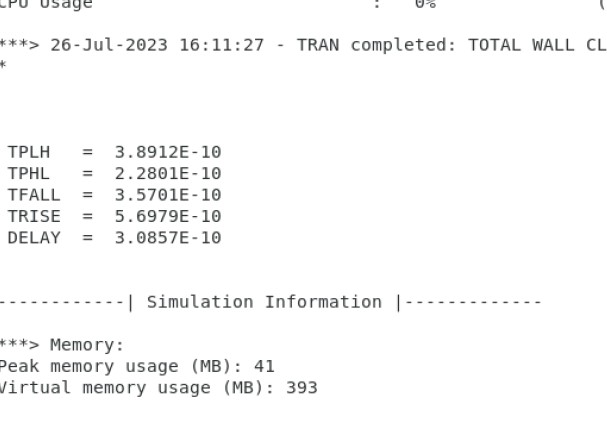 CPU Usage : 0% (
***> 26-Jul-2023 16:11:27 - TRAN completed: TOTAL WALL CL
*
TPLH = 3.8912E-10
TPHL = 2.2801E-10
TFALL = 3.5701E-10
TRISE = 5.6979E-10
DELAY = 3.0857E-10
------------| Simulation Information |-------------
***> Memory:
Peak memory usage (MB): 41
Virtual memory usage (MB): 393